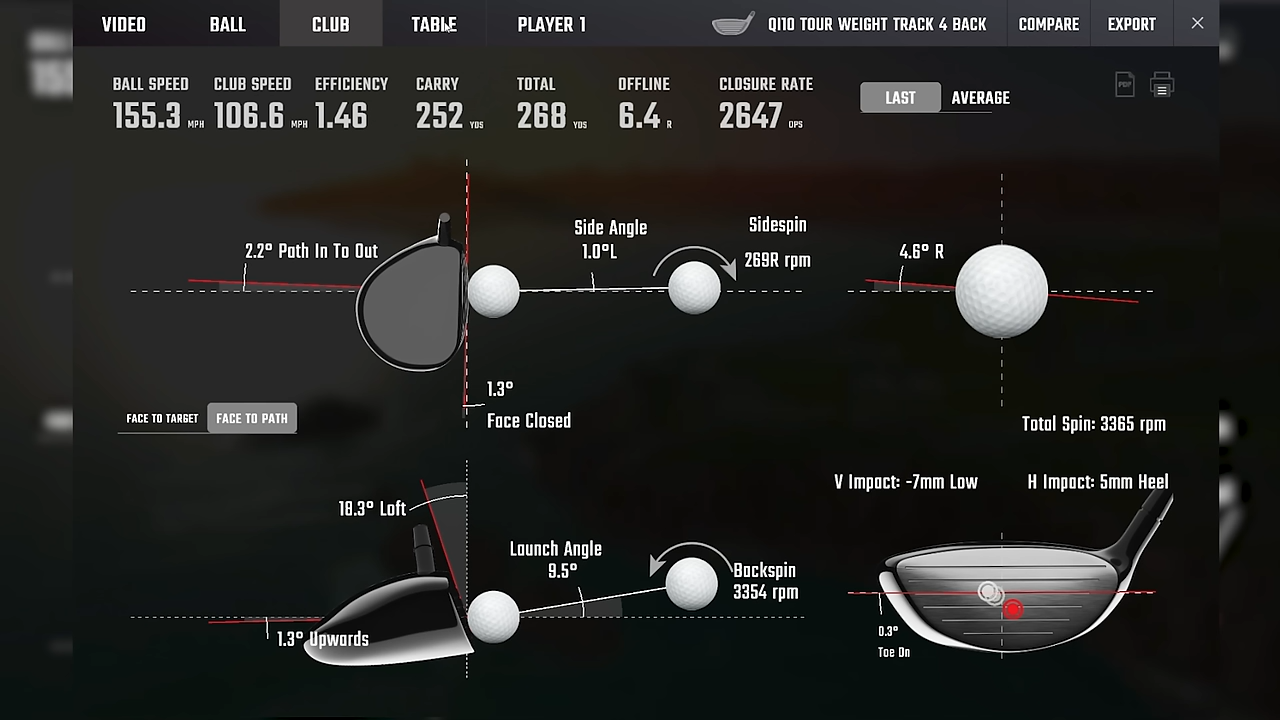 VIDEO BALL CLUB TABLE PLAYER 1 QI10 TOUR WEIGHT TRACK 4 BACK COMPARE EXPORT
BALL SPEED CLUB SPEED EFFICIENCY CARRY TOTAL OFFLINE CLOSURE RATE
155.3 MPH 106.6 MPH 1.46 252 YDS 268 YDS 6.4 R 2647 DPS
LAST AVERAGE
PDF
2.2° Path In To Out
Side Angle
1.0°L
Sidespin
269R rpm
4.6° R
1.3°
Face Closed
FACE TO TARGET FACE TO PATH
Total Spin: 3365 rpm
V Impact: -7mm Low H Impact: 5mm Heel
18.3° Loft
Launch Angle
9.5°
Backspin
3354 rpm
1.3° Upwards
0.3°
Toe Dn